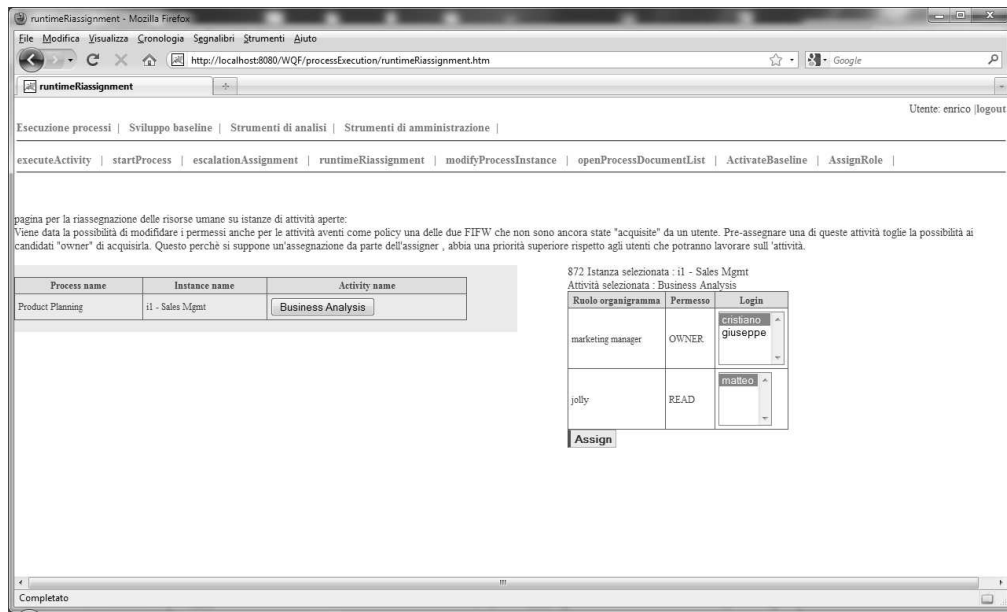 runtimeRiassignment - Mozilla Firefox
File Modifica Visualizza Cronologia Segnalibri Strumenti Aiuto
http://localhost:8080/WQF/processExecution/runtimeRiassignment.htm Google
runtimeRiassignment
Utente: enrico |logout
Esecuzione processi | Sviluppo baseline | Strumenti di analisi | Strumenti di amministrazione |
executeActivity | startProcess | escalationAssignment | runtimeRiassignment | modifyProcessInstance | openProcessDocumentList | ActivateBaseline | AssignRole |
pagina per la riassegnazione delle risorse umane su istanze di attività aperte:
Viene data la possibilità di modifidare i permessi anche per le attività aventi come policy una delle due FIFW che non sono ancora state "acquisite" da un utente. Pre-assegnare una di queste attività toglie la possibilità ai
candidati "owner" di acquisirla. Questo perchè si suppone un'assegnazione da parte dell'assigner , abbia una priorità superiore rispetto agli utenti che potranno lavorare sull 'attività.
Process name Instance name Activity name
Product Planning i1 - Sales Mgmt Business Analysis
872 Istanza selezionata : i1 - Sales Mgmt
Attività selezionata : Business Analysis
Ruolo organigramma Permesso Login
marketing manager OWNER cristiano
giuseppe
jolly READ matteo
Assign
Completato